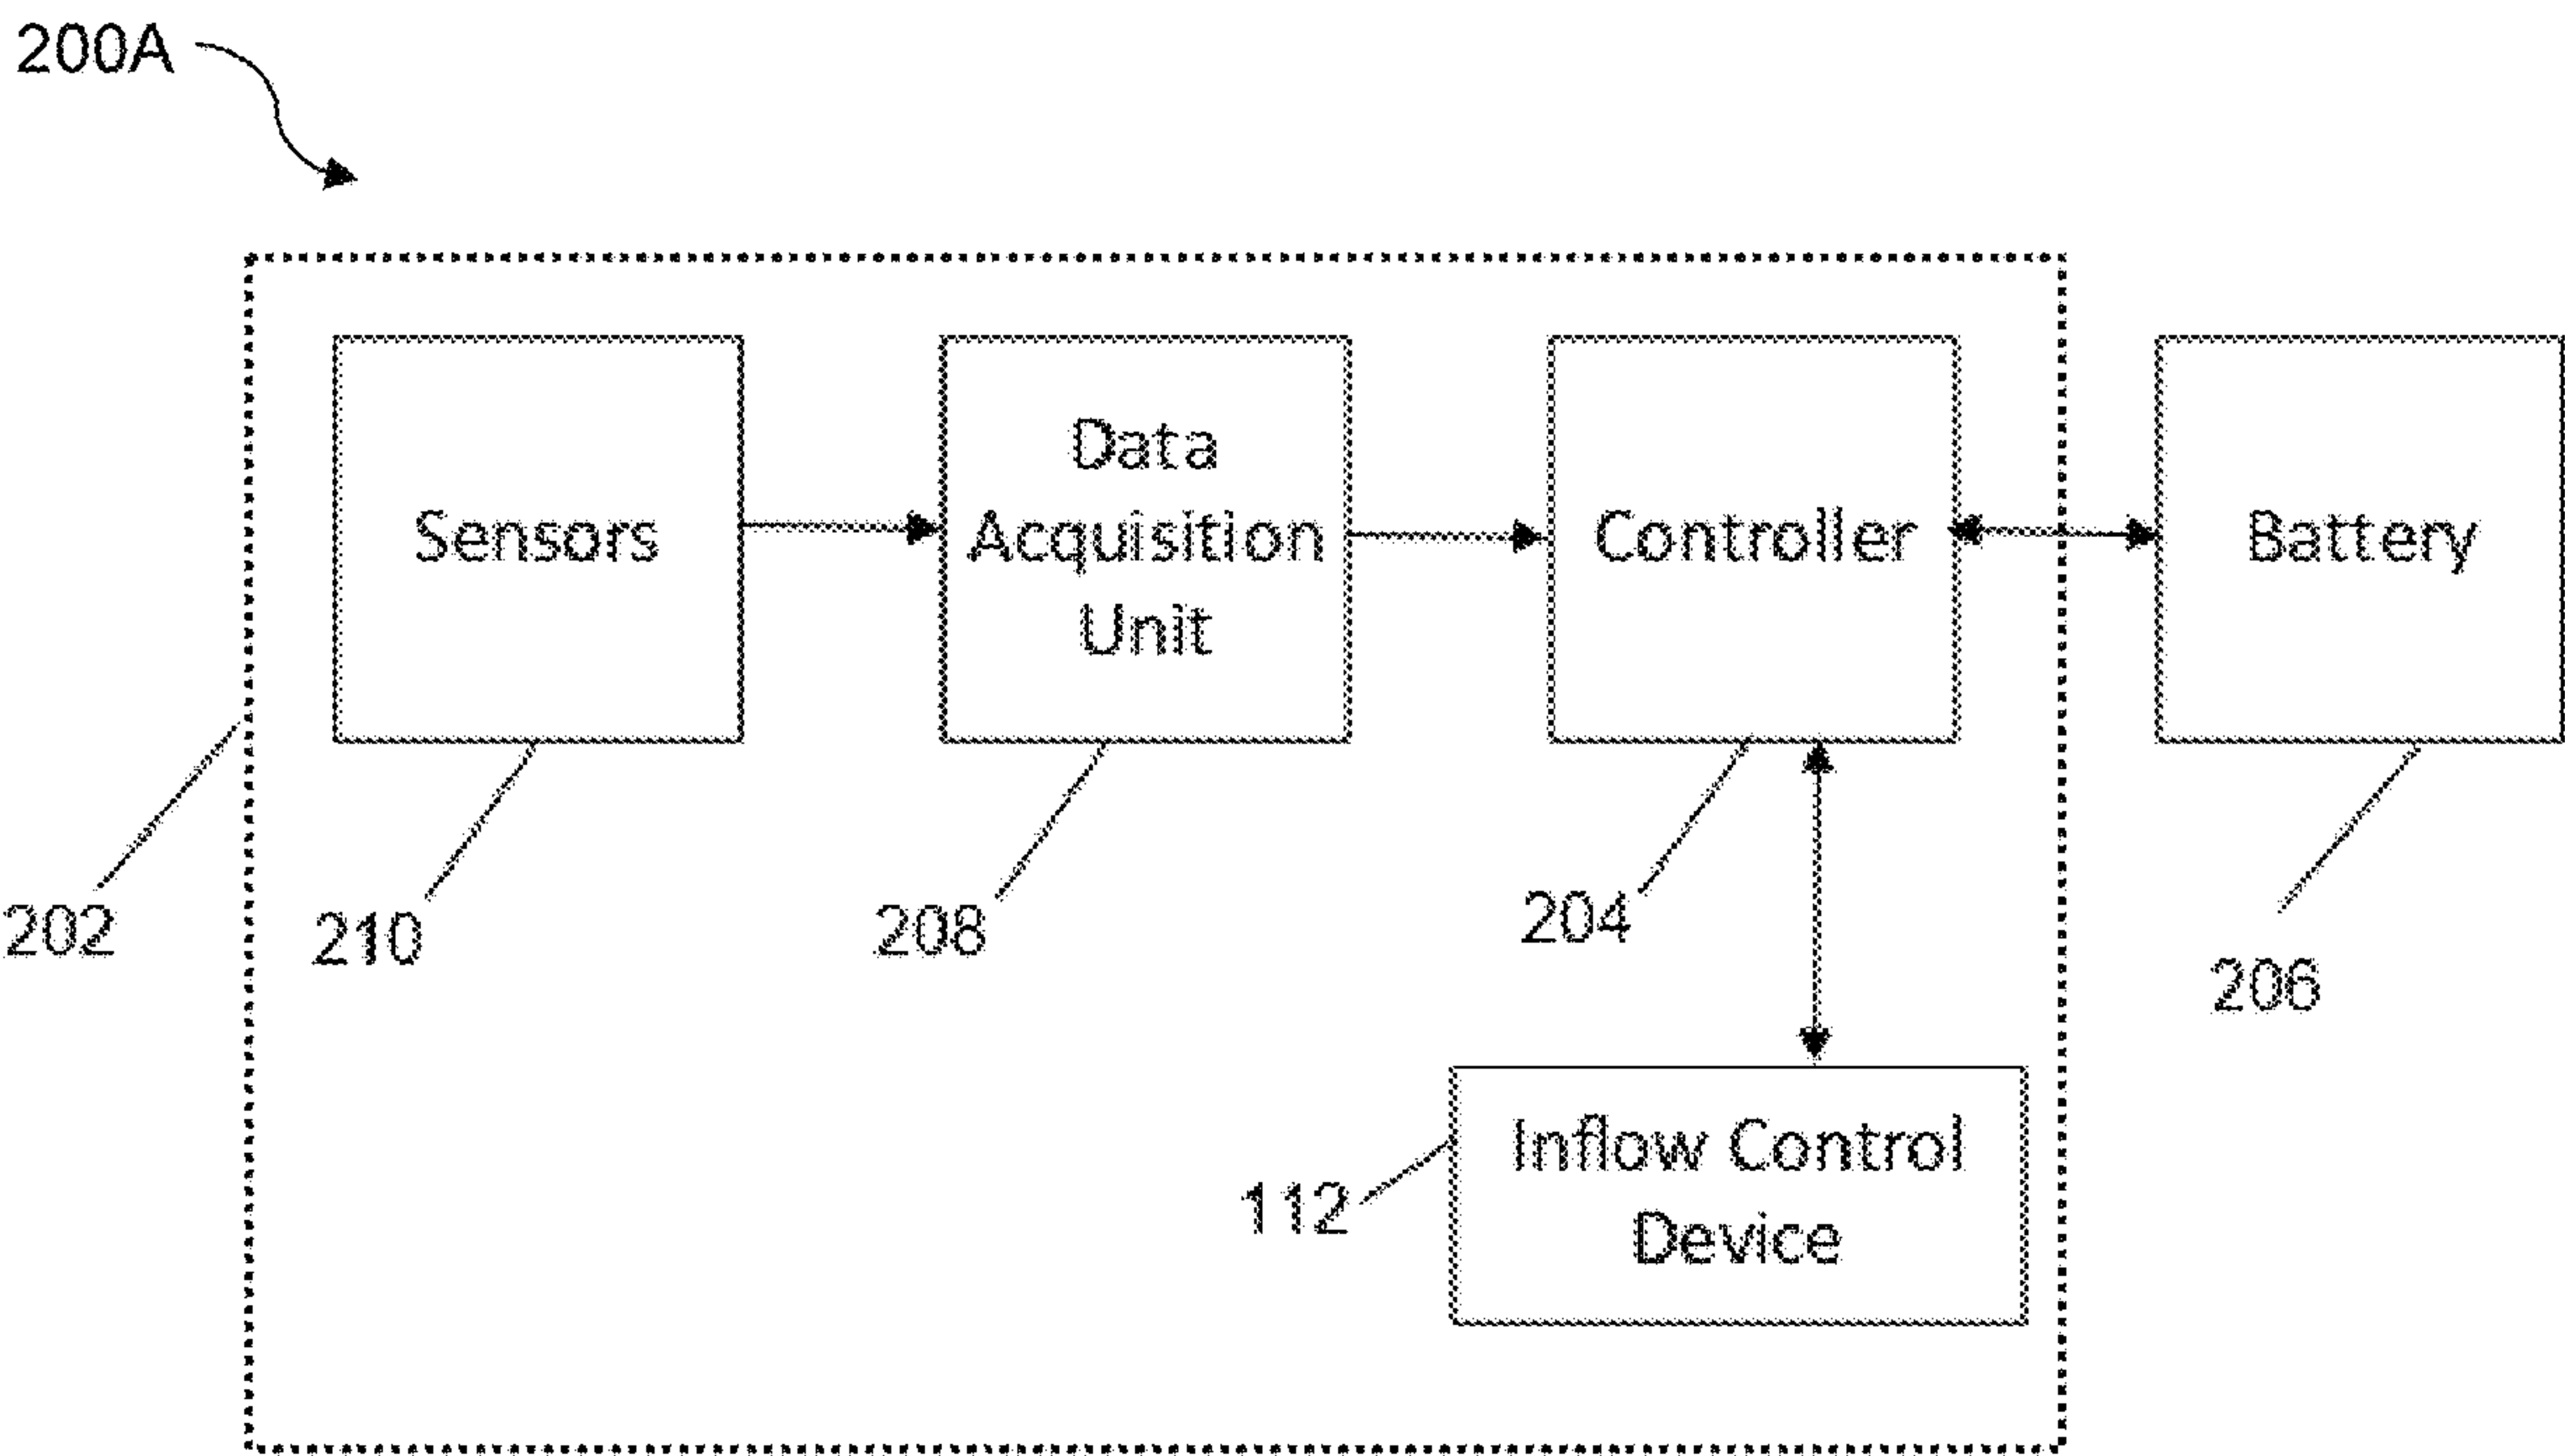 200A
Sensors
Data
Acquisition
Unit
Controller
Battery
202
210
208
204
206
112
Inflow Control
Device